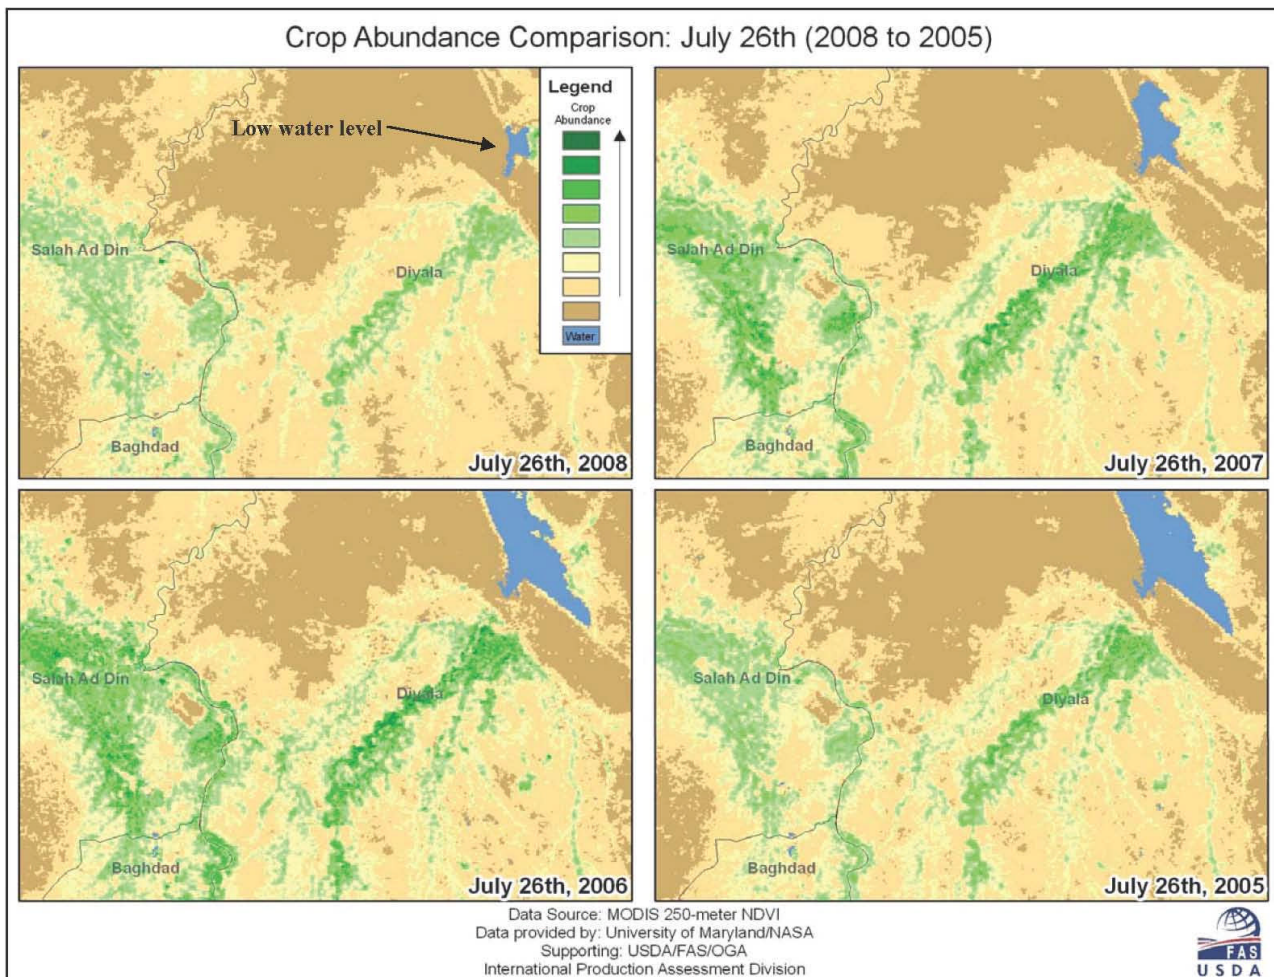 Crop Abundance Comparison: July 26th (2008 to 2005)
Legend
Crop
Abundance
Water
Low water level
Salah Ad Din
Diyala
Baghdad
July 26th, 2008
Salah Ad Din
Diyala
Baghdad
July 26th, 2007
Salah Ad Din
Diyala
Baghdad
July 26th, 2006
Salah Ad Din
Diyala
Baghdad
July 26th, 2005
Data Source: MODIS 250-meter NDVI
Data provided by: University of Maryland/NASA
Supporting: USDA/FAS/OGA
International Production Assessment Division
FAS
USDA